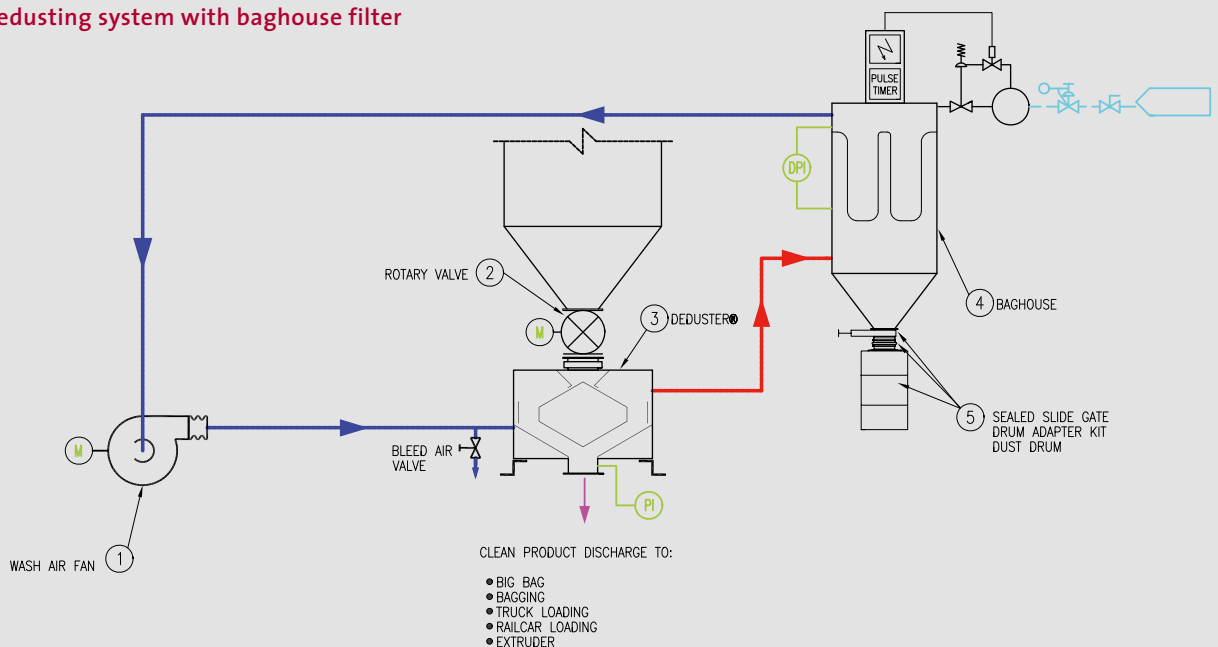 edusting system with baghouse filter
PULSE
TIMER
DPI
ROTARY VALVE 2
M
3 DEDUSTER®
4 BAGHOUSE
5 SEALED SLIDE GATE
DRUM ADAPTER KIT
DUST DRUM
M
BLEED AIR
VALVE
PI
WASH AIR FAN 1
CLEAN PRODUCT DISCHARGE TO:
● BIG BAG
● BAGGING
● TRUCK LOADING
● RAILCAR LOADING
● EXTRUDER